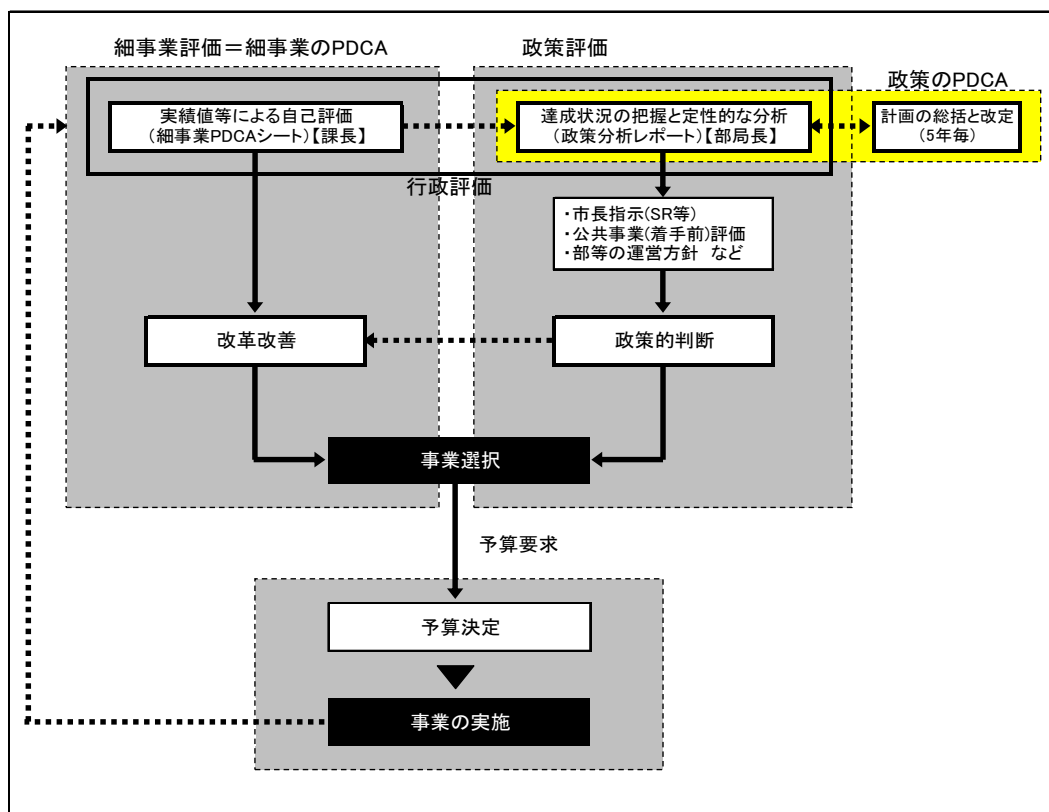 細事業評価＝細事業のPDCA
政策評価
政策のPDCA
実績値等による自己評価
(細事業PDCAシート)【課長】
達成状況の把握と定性的な分析
(政策分析レポート)【部局長】
計画の総括と改定
(5年毎)
行政評価
・市長指示(SR等)
・公共事業(着手前)評価
・部等の運営方針　など
改革改善
政策的判断
事業選択
予算要求
予算決定
事業の実施